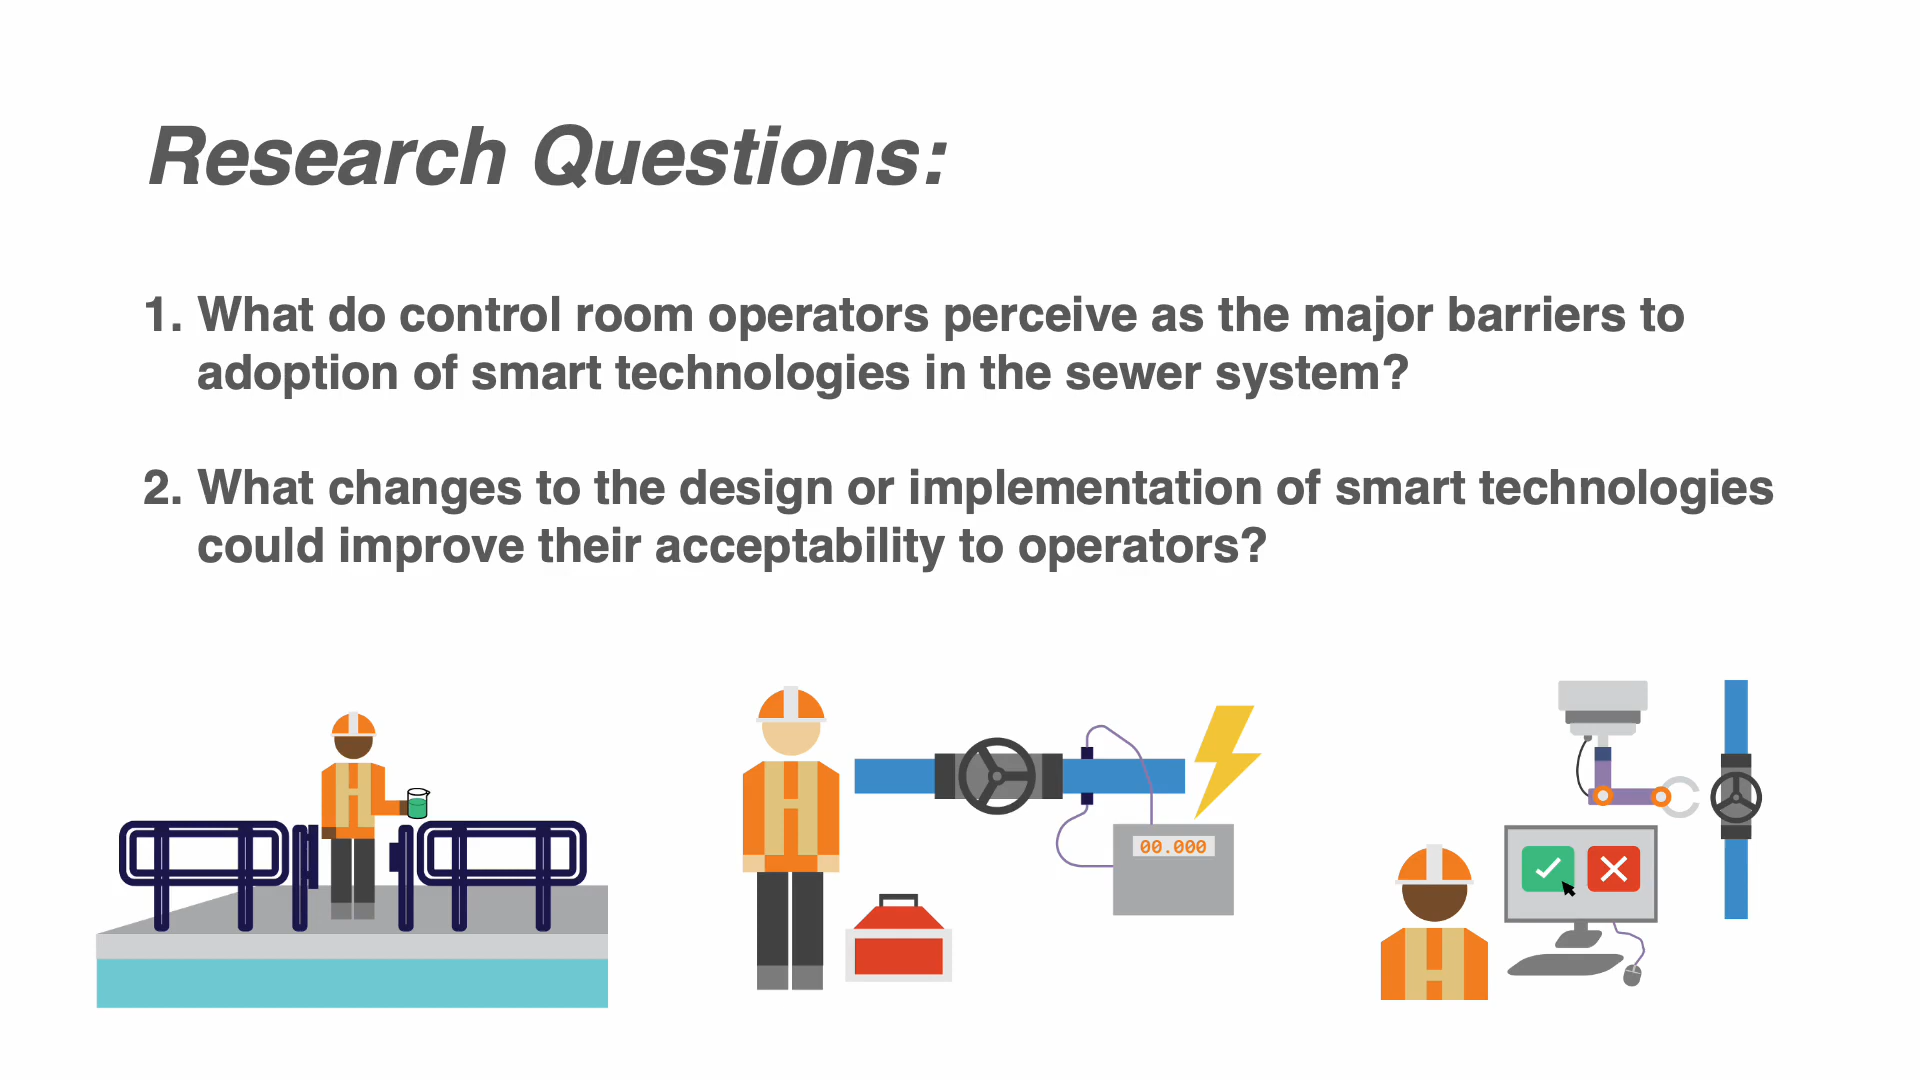 Research Questions:
1. What do control room operators perceive as the major barriers to
adoption of smart technologies in the sewer system?
2. What changes to the design or implementation of smart technologies
could improve their acceptability to operators?
00.000